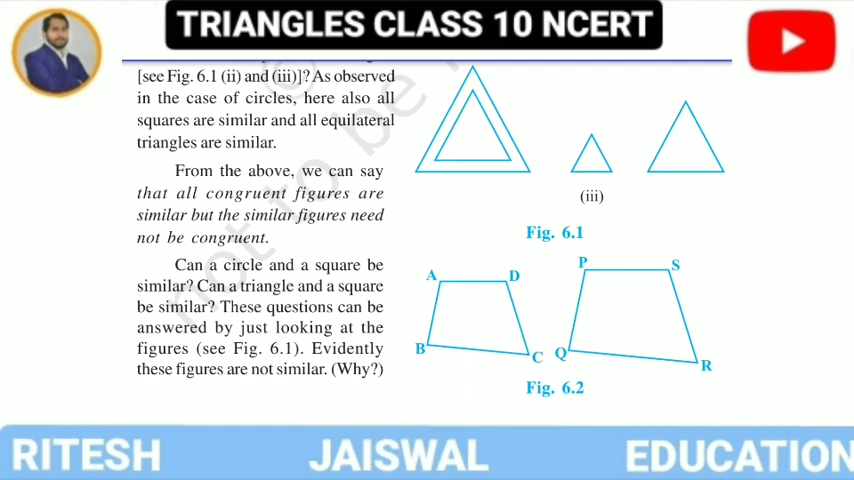 TRIANGLES CLASS 10 NCERT
[see Fig. 6.1 (ii) and (iii)]? As observed
in the case of circles, here also all
squares are similar and all equilateral
triangles are similar.
From the above, we can say
that all congruent figures are
similar but the similar figures need
not be congruent.
Can a circle and a square be
similar? Can a triangle and a square
be similar? These questions can be
answered by just looking at the
figures (see Fig. 6.1). Evidently
these figures are not similar. (Why?)
(iii)
Fig. 6.1
A D
B C
P S
Q R
Fig. 6.2
not to be
RITESH JAISWAL EDUCATION